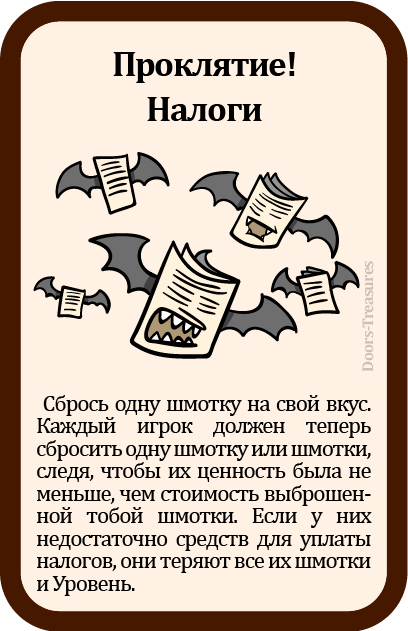 Проклятие!
Налоги
Doors-Treasures
Сбрось одну шмотку на свой вкус.
Каждый игрок должен теперь
сбросить одну шмотку или шмотки,
следя, чтобы их ценность была не
меньше, чем стоимость выброшен-
ной тобой шмотки. Если у них
недостаточно средств для уплаты
налогов, они теряют все их шмотки
и Уровень.